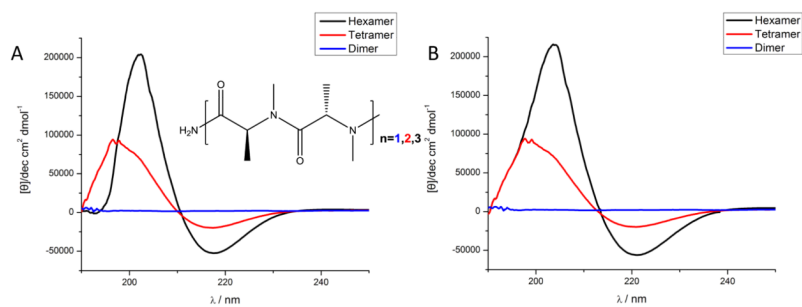 A
Hexamer
Tetramer
Dimer
[θ]/dec cm² dmol⁻¹
200000
150000
100000
50000
0
-50000
200
220
240
λ / nm
O
N
H₂N
N
O
n=1,2,3
B
Hexamer
Tetramer
Dimer
[θ]/dec cm² dmol⁻¹
200000
150000
100000
50000
0
-50000
200
220
240
λ / nm